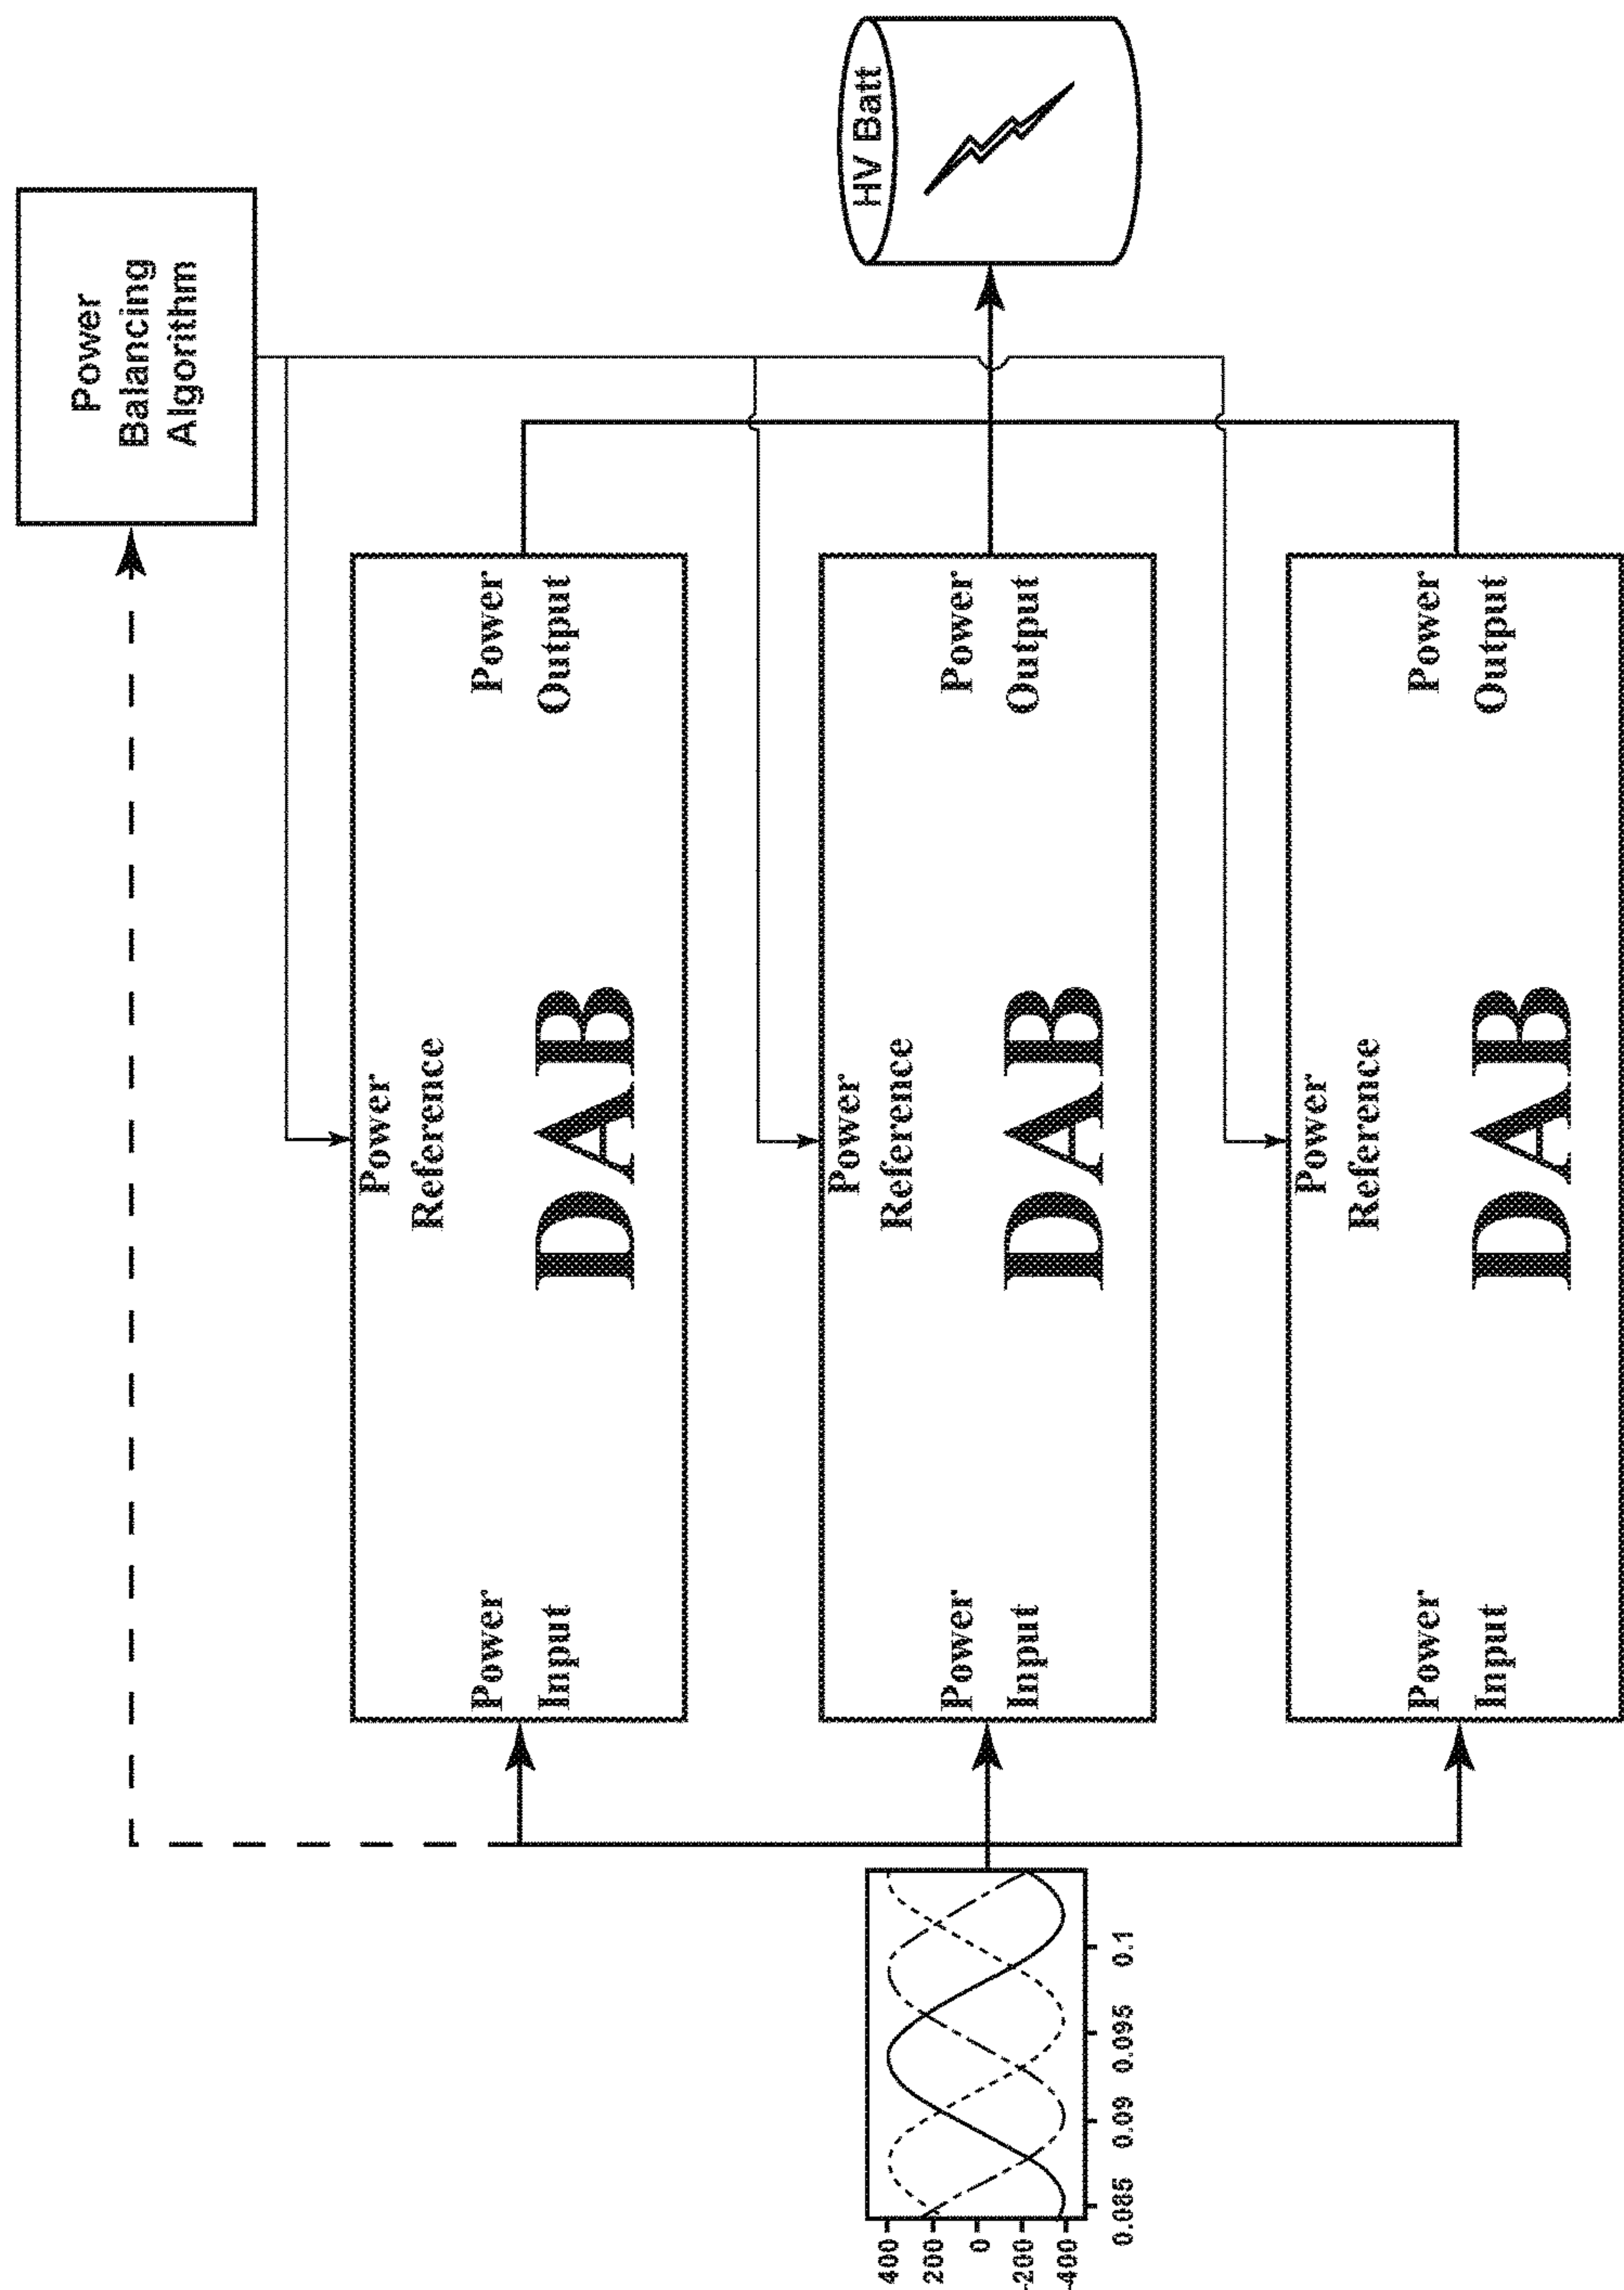 Power
Balancing
Algorithm
HV Batt
Power
Reference
Power
Input
DAB
Power
Output
Power
Reference
Power
Input
DAB
Power
Output
Power
Reference
Power
Input
DAB
Power
Output
400
200
0
-200
-400
0.085 0.09 0.095 0.1